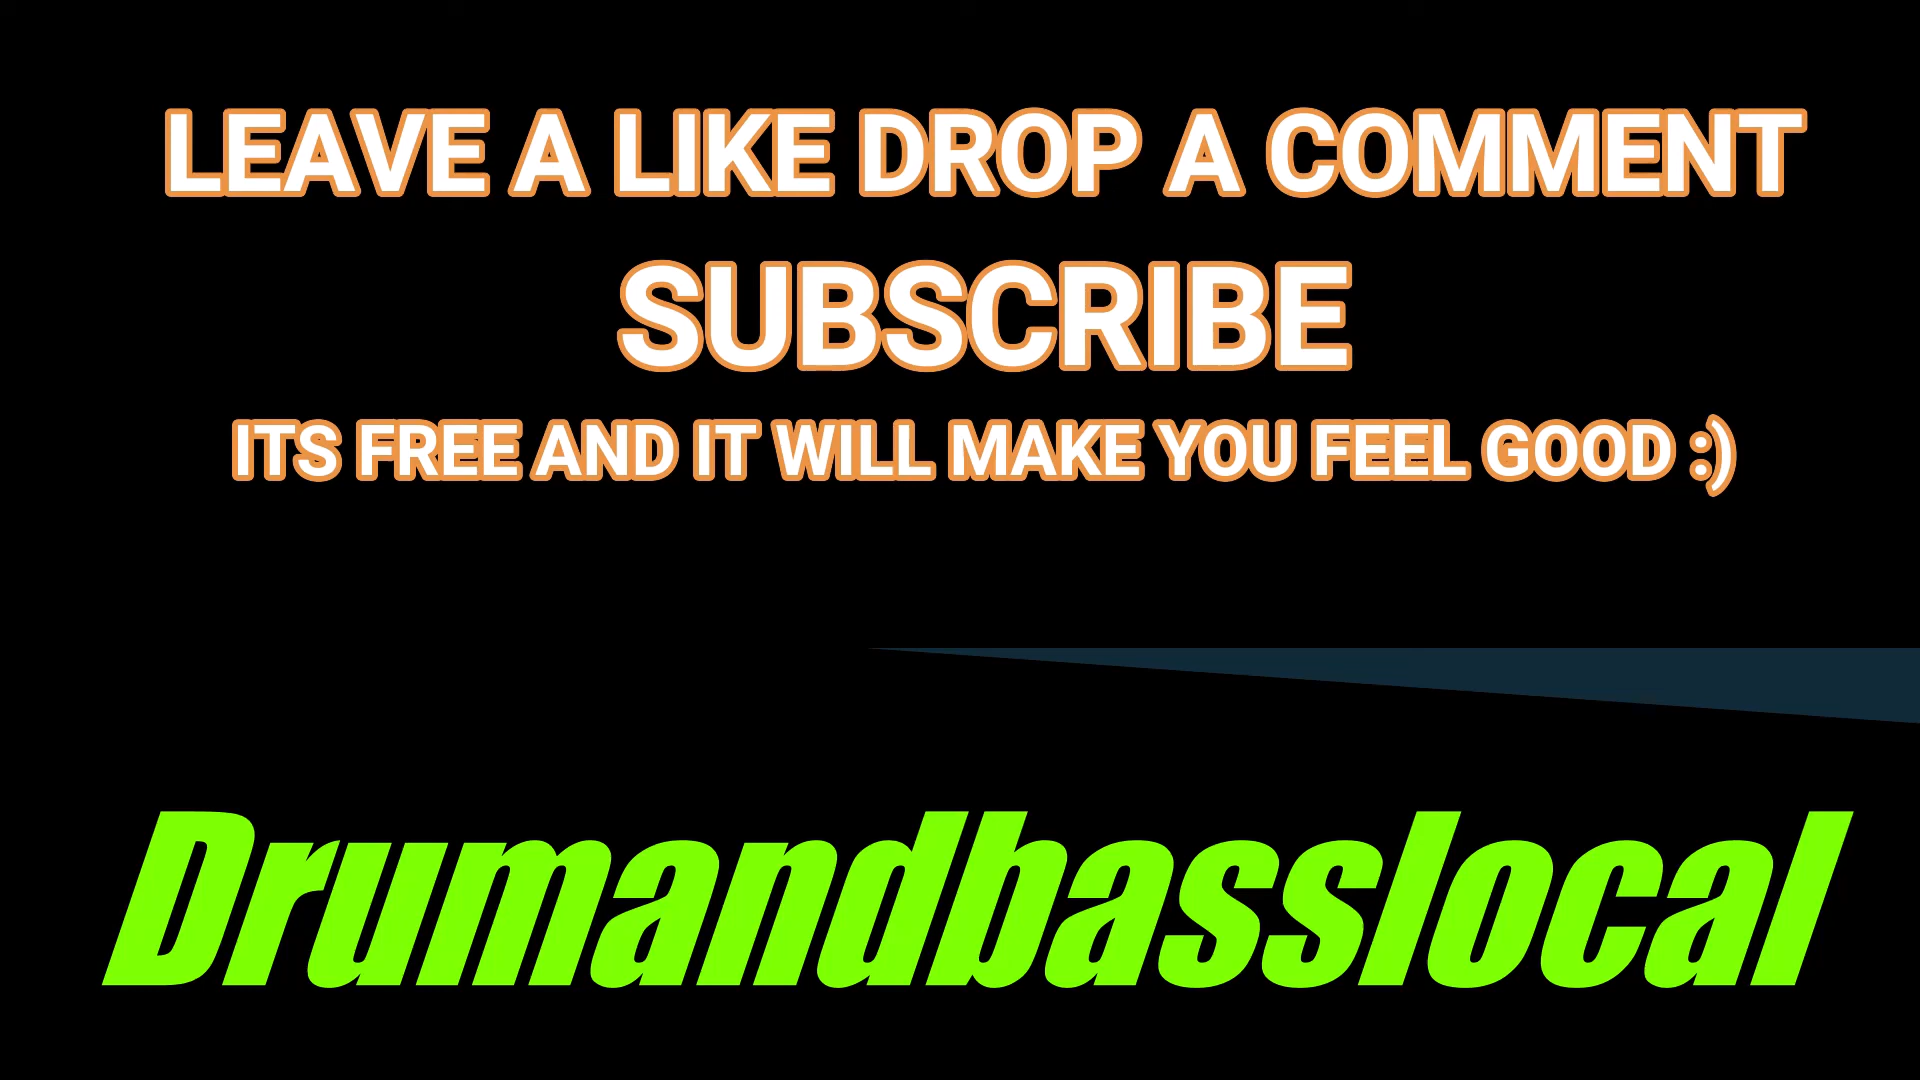 LEAVE A LIKE DROP A COMMENT
SUBSCRIBE
ITS FREE AND IT WILL MAKE YOU FEEL GOOD :)
Drumandbasslocal